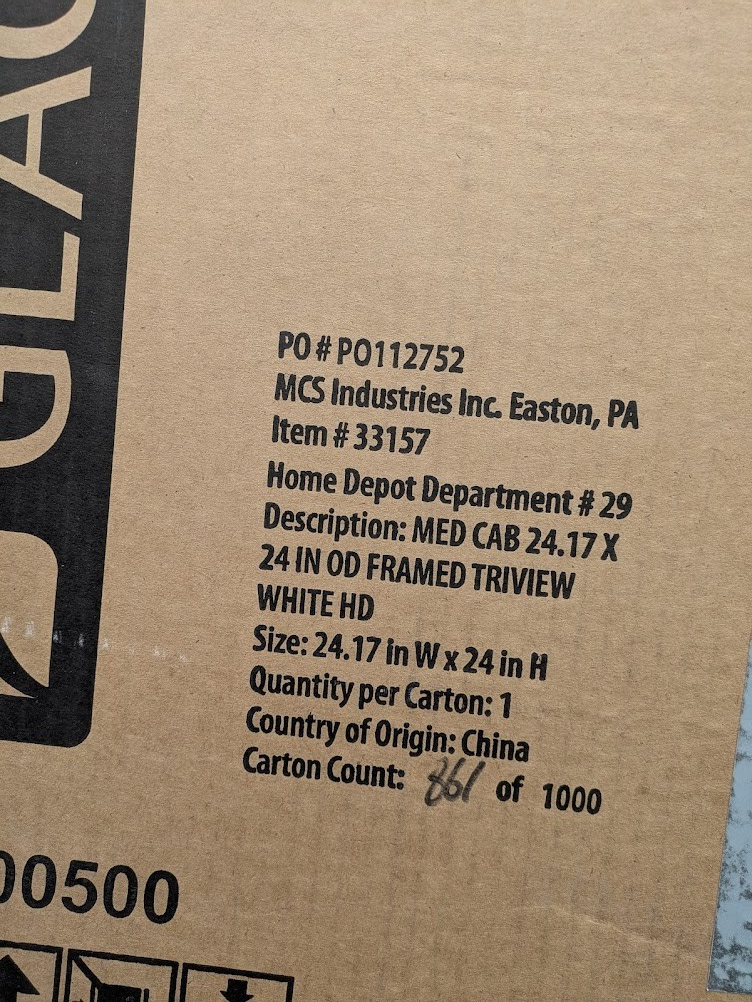 GLAC
PO # PO112752
MCS Industries Inc. Easton, PA
Item # 33157
Home Depot Department # 29
Description: MED CAB 24.17 X
24 IN OD FRAMED TRIVIEW
WHITE HD
Size: 24.17 in W x 24 in H
Quantity per Carton: 1
Country of Origin: China
Carton Count: 861 of 1000
00500